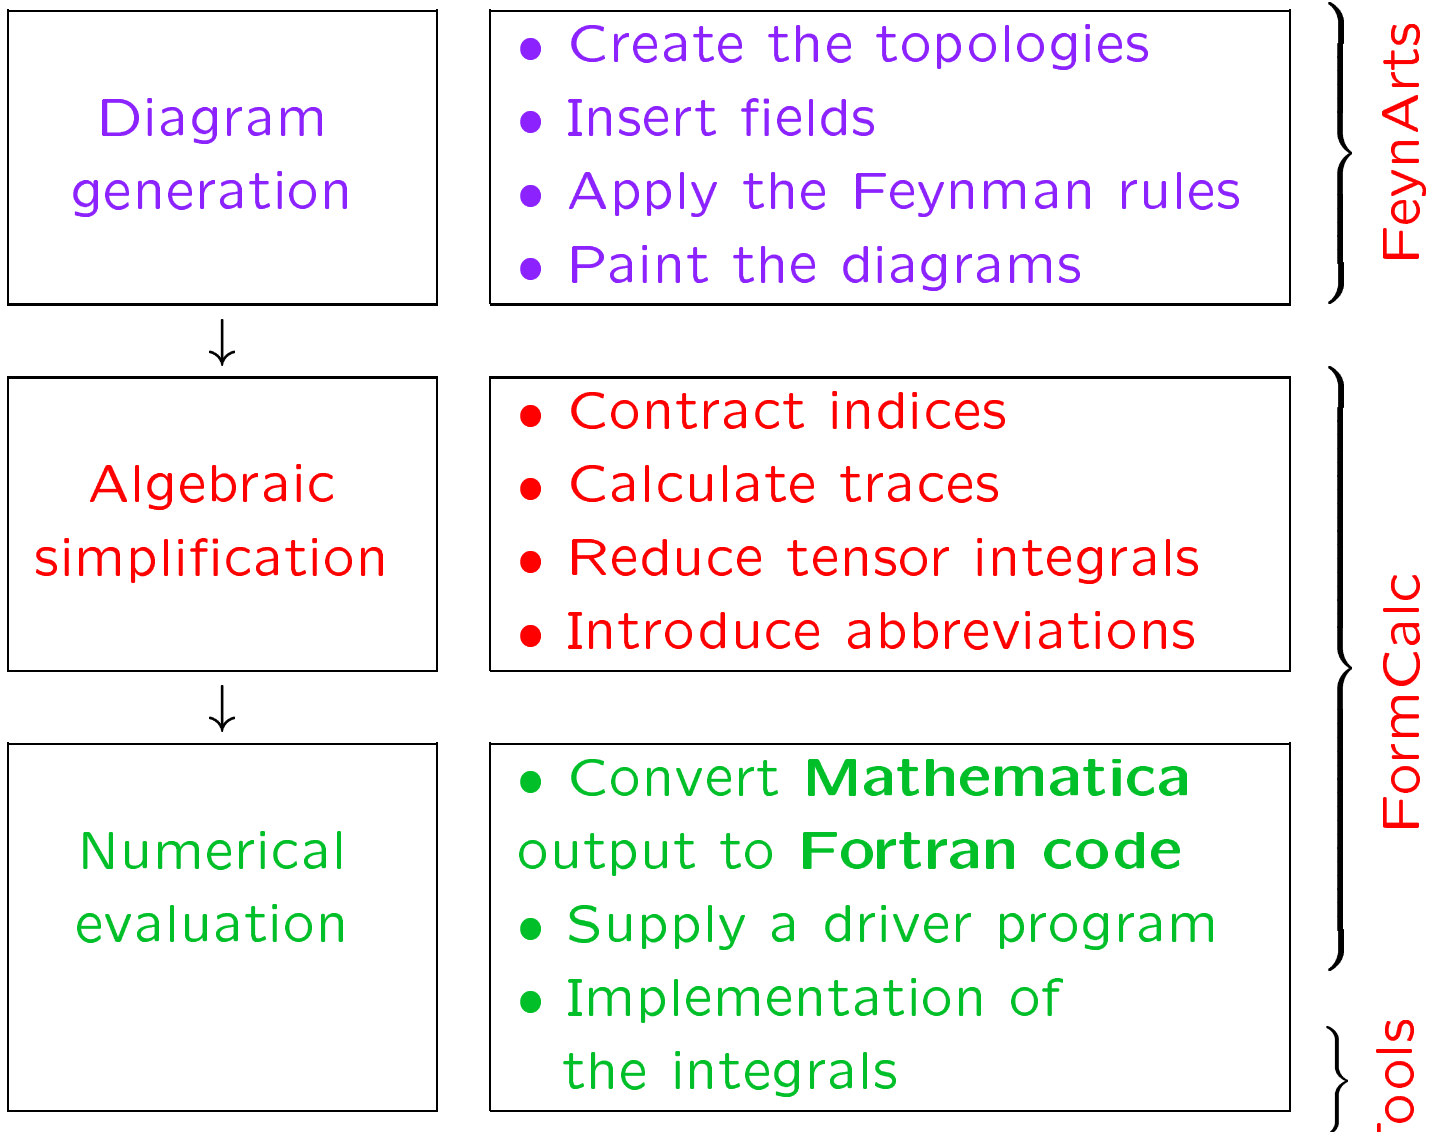 Diagram
generation
• Create the topologies
• Insert fields
• Apply the Feynman rules
• Paint the diagrams
FeynArts
Algebraic
simplification
• Contract indices
• Calculate traces
• Reduce tensor integrals
• Introduce abbreviations
FormCalc
Numerical
evaluation
• Convert Mathematica
output to Fortran code
• Supply a driver program
• Implementation of
the integrals